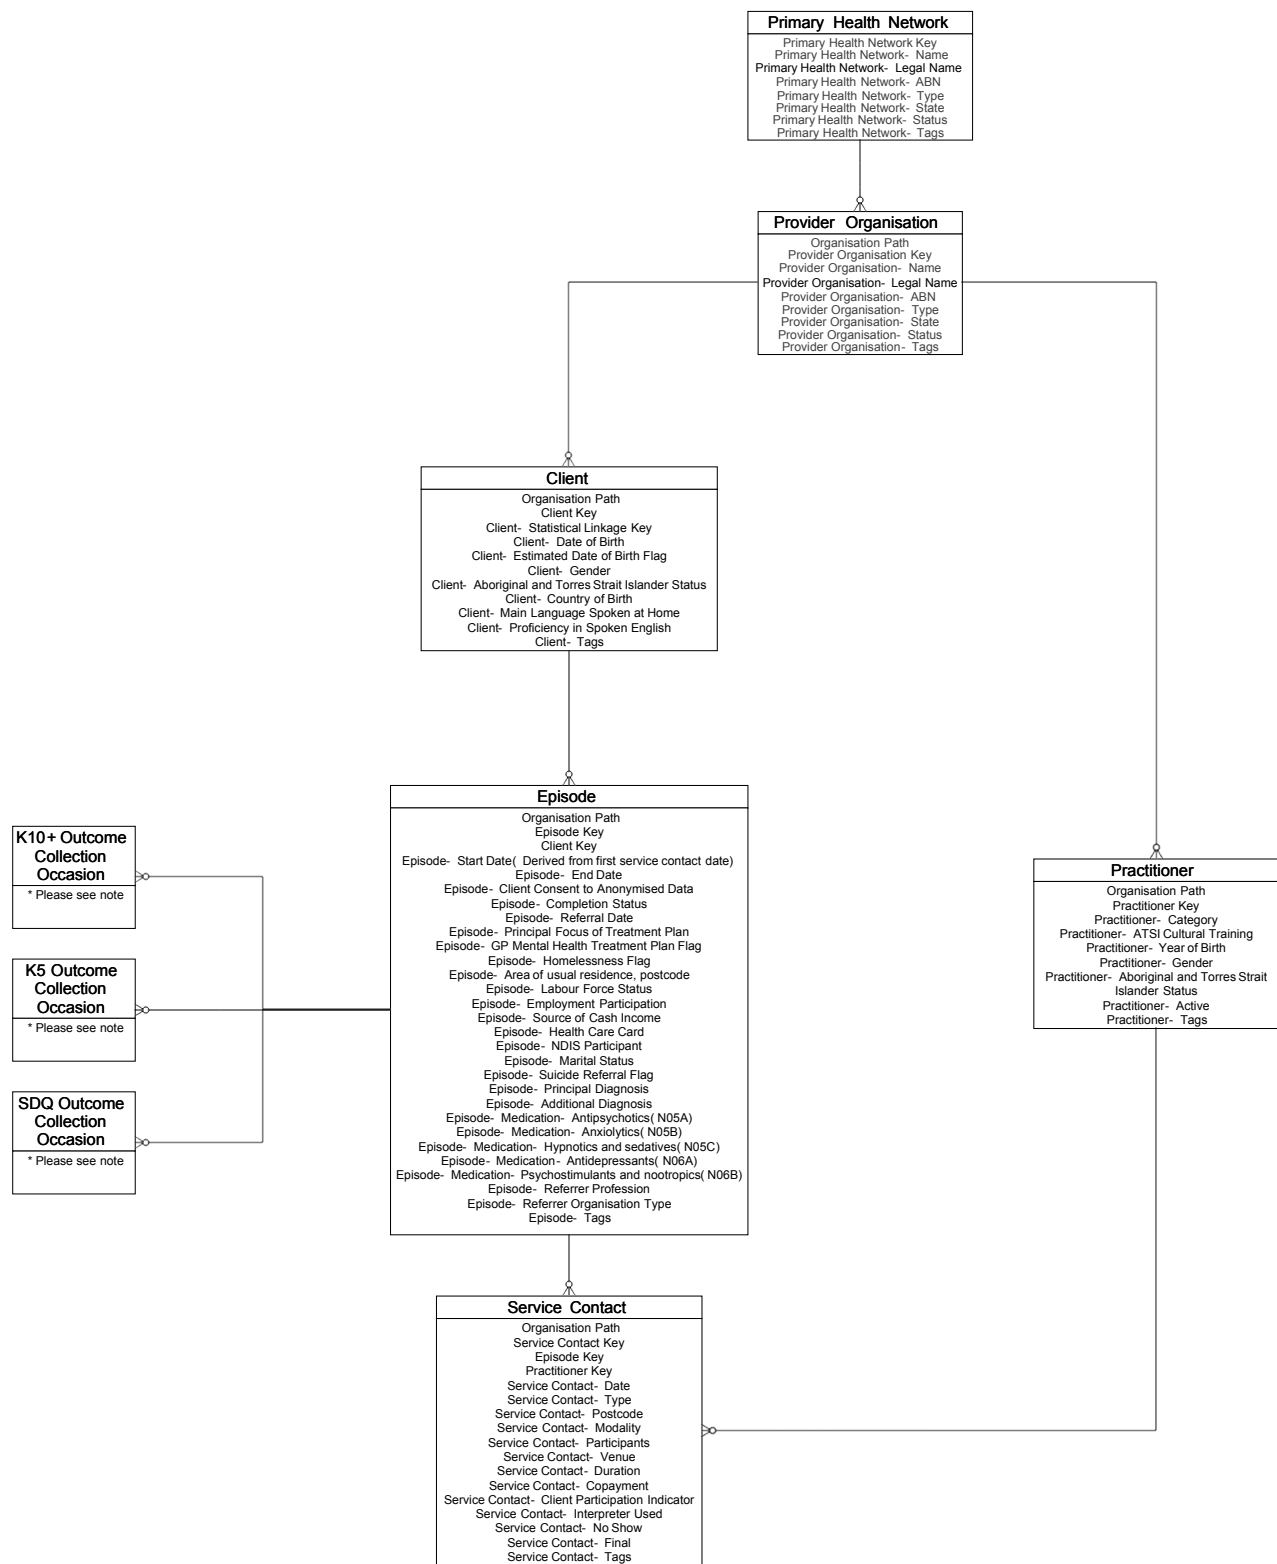 Primary Health Network
Primary Health Network Key
Primary Health Network- Name
Primary Health Network- Legal Name
Primary Health Network- ABN
Primary Health Network- Type
Primary Health Network- State
Primary Health Network- Status
Primary Health Network- Tags
Provider Organisation
Organisation Path
Provider Organisation Key
Provider Organisation- Name
Provider Organisation- Legal Name
Provider Organisation- ABN
Provider Organisation- Type
Provider Organisation- State
Provider Organisation- Status
Provider Organisation- Tags
Client
Organisation Path
Client Key
Client- Statistical Linkage Key
Client- Date of Birth
Client- Estimated Date of Birth Flag
Client- Gender
Client- Aboriginal and Torres Strait Islander Status
Client- Country of Birth
Client- Main Language Spoken at Home
Client- Proficiency in Spoken English
Client- Tags
Episode
Organisation Path
Episode Key
Client Key
Episode- Start Date( Derived from first service contact date)
Episode- End Date
Episode- Client Consent to Anonymised Data
Episode- Completion Status
Episode- Referral Date
Episode- Principal Focus of Treatment Plan
Episode- GP Mental Health Treatment Plan Flag
Episode- Homelessness Flag
Episode- Area of usual residence, postcode
Episode- Labour Force Status
Episode- Employment Participation
Episode- Source of Cash Income
Episode- Health Care Card
Episode- NDIS Participant
Episode- Marital Status
Episode- Suicide Referral Flag
Episode- Principal Diagnosis
Episode- Additional Diagnosis
Episode- Medication- Antipsychotics( N05A)
Episode- Medication- Anxiolytics( N05B)
Episode- Medication- Hypnotics and sedatives( N05C)
Episode- Medication- Antidepressants( N06A)
Episode- Medication- Psychostimulants and nootropics( N06B)
Episode- Referrer Profession
Episode- Referrer Organisation Type
Episode- Tags
K10+ Outcome
Collection
Occasion
* Please see note
K5 Outcome
Collection
Occasion
* Please see note
SDQ Outcome
Collection
Occasion
* Please see note
Practitioner
Organisation Path
Practitioner Key
Practitioner- Category
Practitioner- ATSI Cultural Training
Practitioner- Year of Birth
Practitioner- Gender
Practitioner- Aboriginal and Torres Strait
Islander Status
Practitioner- Active
Practitioner- Tags
Service Contact
Organisation Path
Service Contact Key
Episode Key
Practitioner Key
Service Contact- Date
Service Contact- Type
Service Contact- Postcode
Service Contact- Modality
Service Contact- Participants
Service Contact- Venue
Service Contact- Duration
Service Contact- Copayment
Service Contact- Client Participation Indicator
Service Contact- Interpreter Used
Service Contact- No Show
Service Contact- Final
Service Contact- Tags